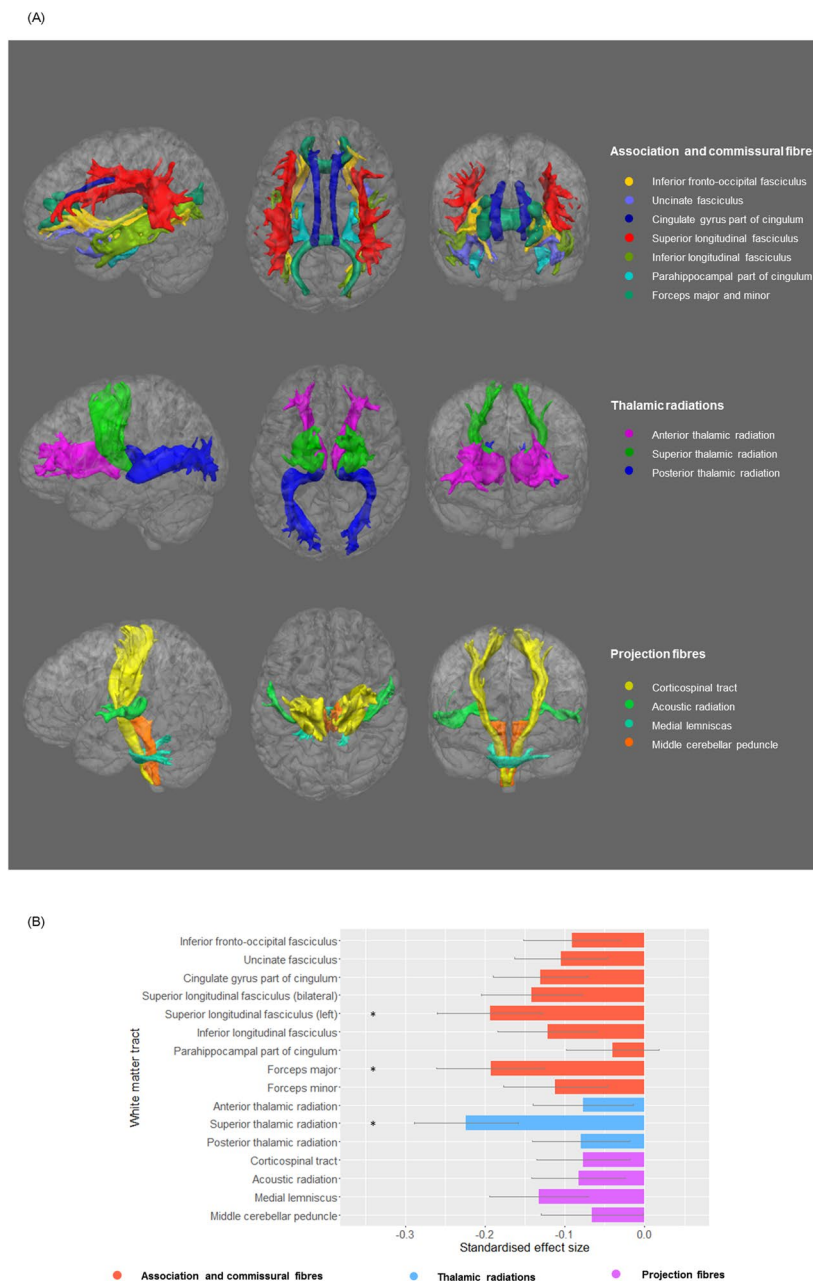 (A)
Association and commissural fibres
Inferior fronto-occipital fasciculus
Uncinate fasciculus
Cingulate gyrus part of cingulum
Superior longitudinal fasciculus
Inferior longitudinal fasciculus
Parahippocampal part of cingulum
Forceps major and minor
Thalamic radiations
Anterior thalamic radiation
Superior thalamic radiation
Posterior thalamic radiation
Projection fibres
Corticospinal tract
Acoustic radiation
Medial lemniscas
Middle cerebellar peduncle
(B)
White matter tract
Inferior fronto-occipital fasciculus
Uncinate fasciculus
Cingulate gyrus part of cingulum
Superior longitudinal fasciculus (bilateral)
Superior longitudinal fasciculus (left) *
Inferior longitudinal fasciculus
Parahippocampal part of cingulum
Forceps major *
Forceps minor
Anterior thalamic radiation
Superior thalamic radiation *
Posterior thalamic radiation
Corticospinal tract
Acoustic radiation
Medial lemniscus
Middle cerebellar peduncle
-0.3 -0.2 -0.1 0.0
Standardised effect size
Association and commissural fibres Thalamic radiations Projection fibres